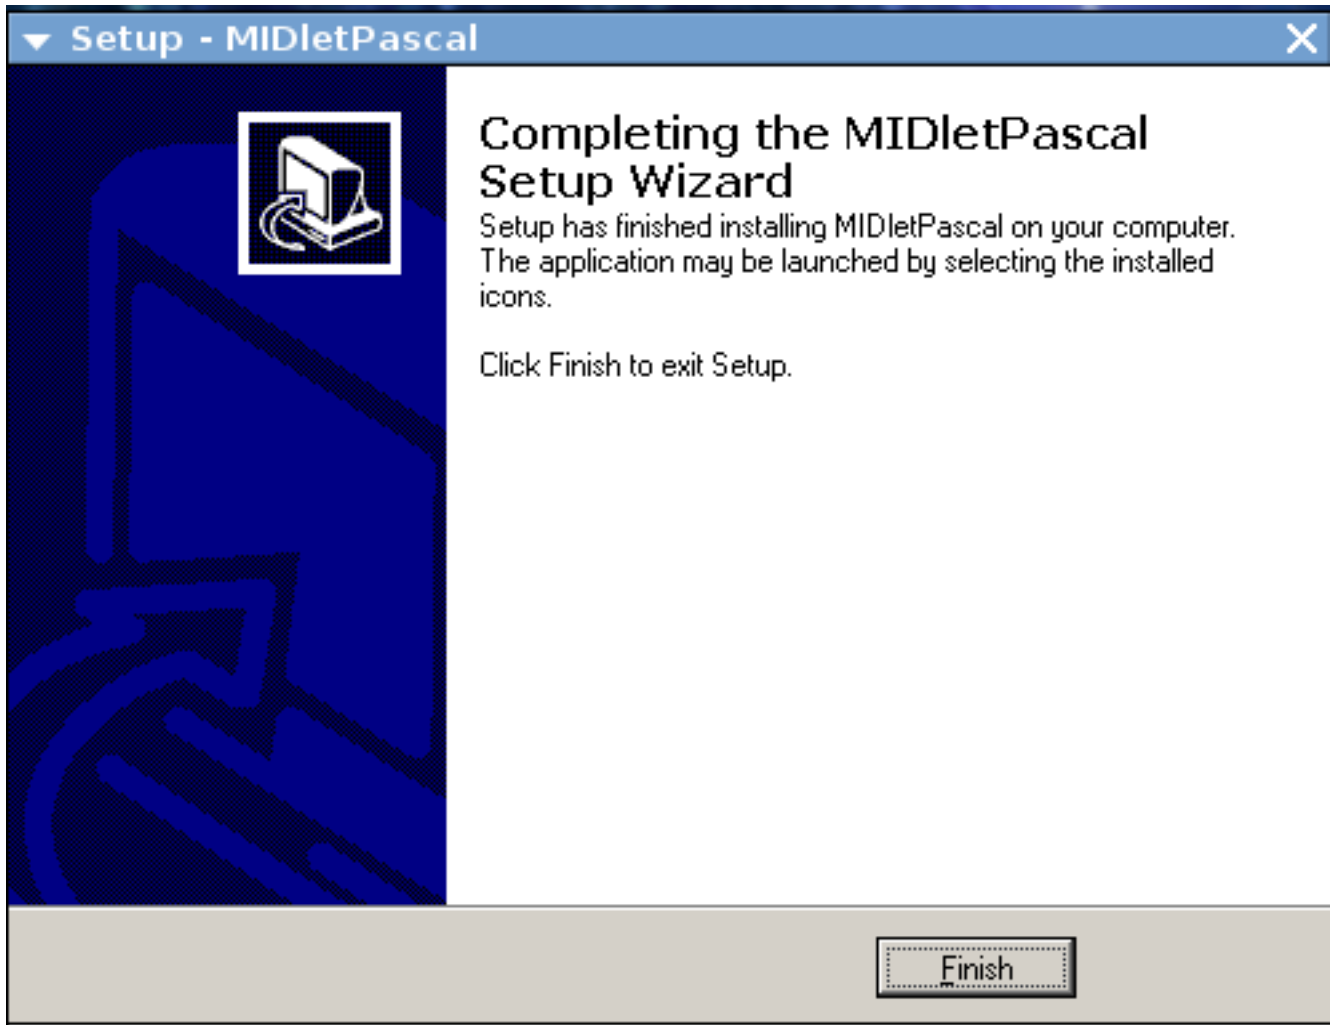 Setup - MIDletPascal
Completing the MIDletPascal
Setup Wizard
Setup has finished installing MIDletPascal on your computer.
The application may be launched by selecting the installed
icons.
Click Finish to exit Setup.
Finish